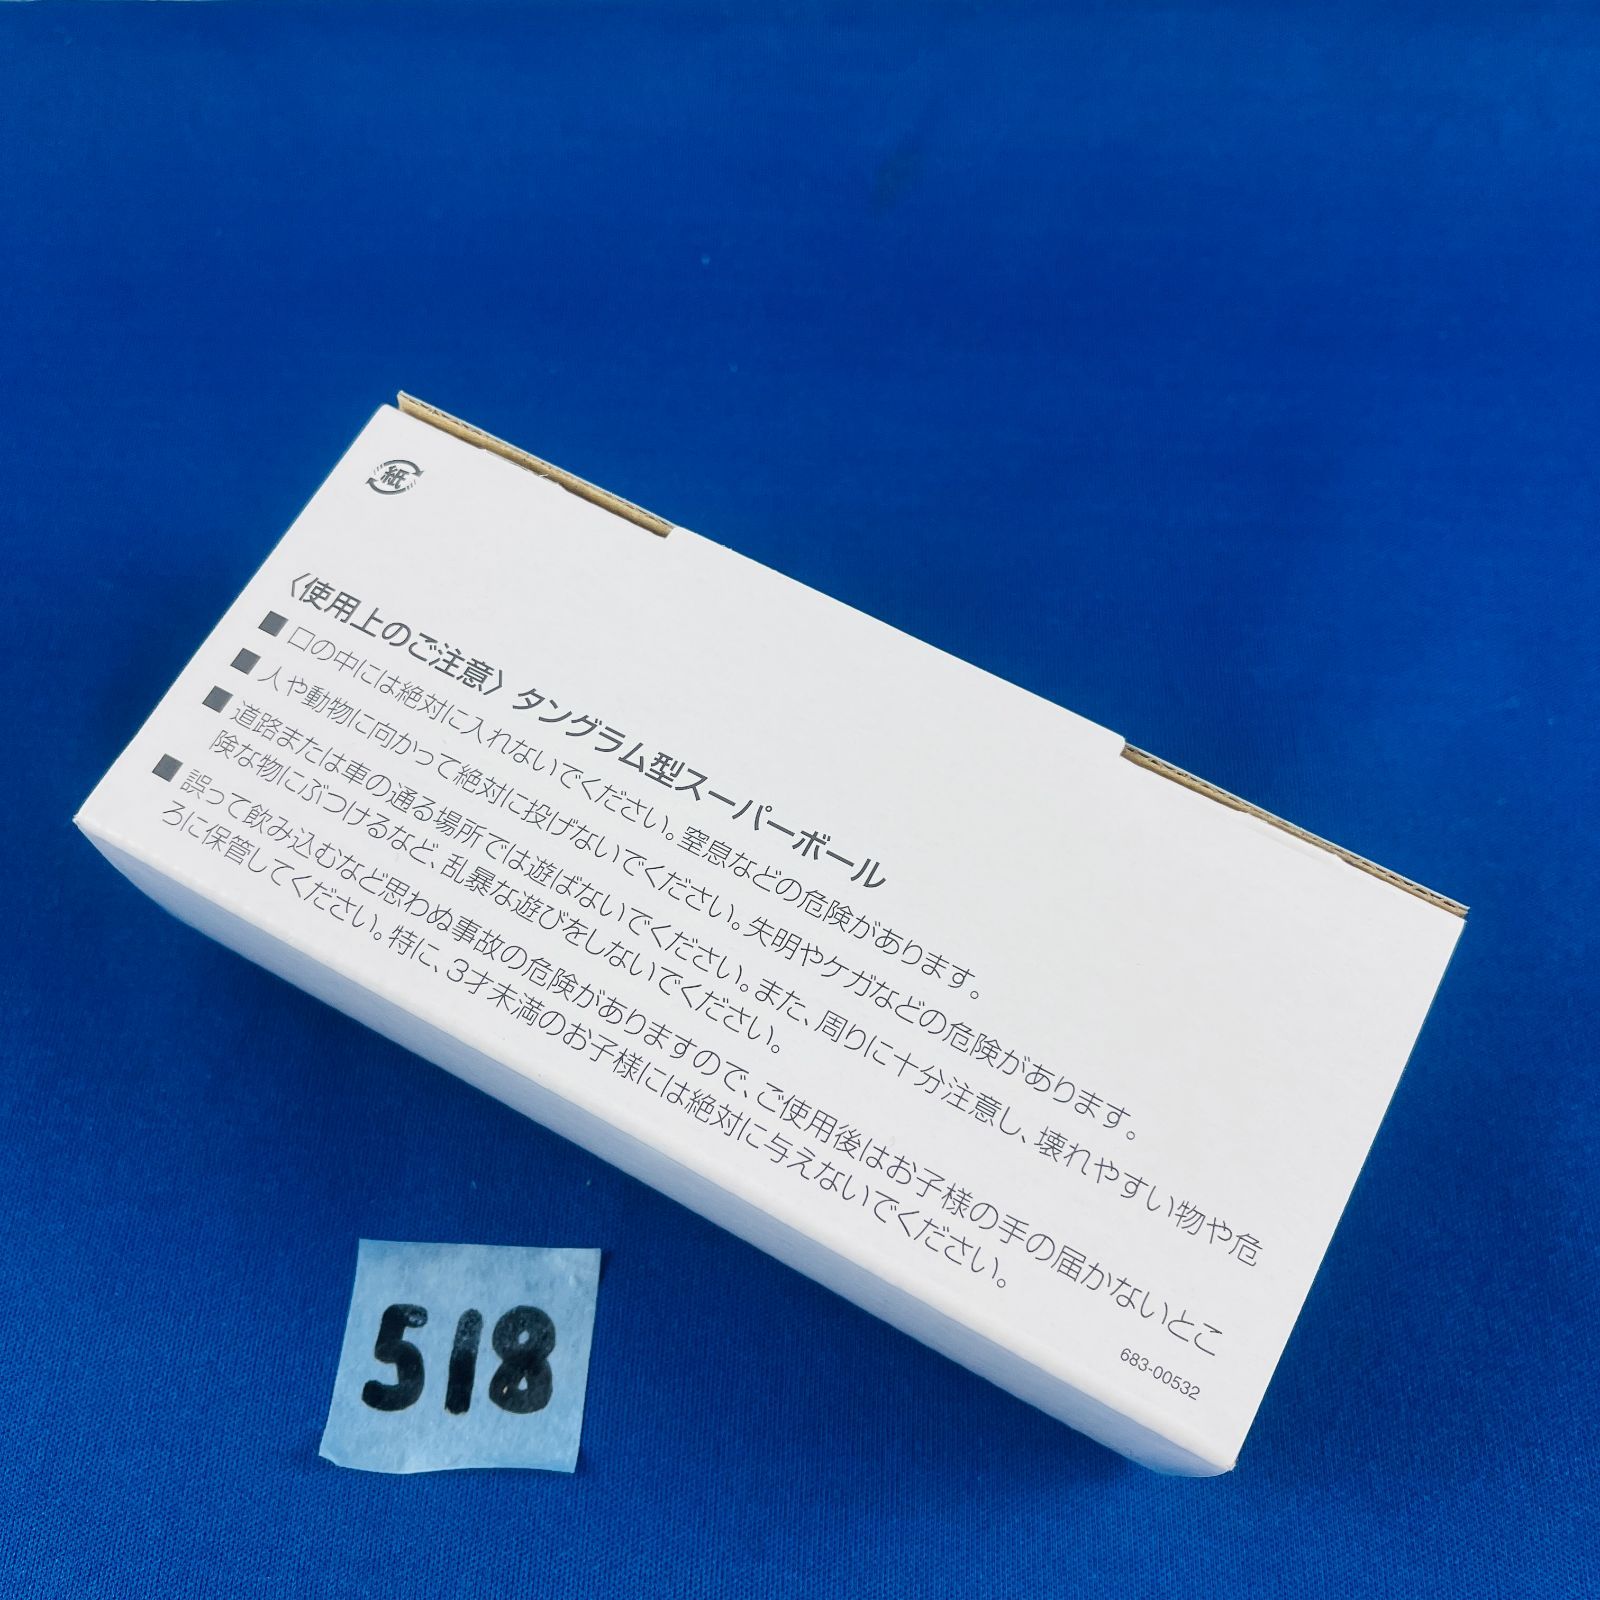 紙
〈使用上のご注意〉タングラム型スーパーボール
■ 口の中には絶対に入れないでください。窒息などの危険があります。
■ 人や動物に向かって絶対に投げないでください。失明やケガなどの危険があります。
■ 道路または車の通る場所では遊ばないでください。また、周りに十分注意し、壊れやすい物や危
険な物にぶつけるなど、乱暴な遊びをしないでください。
■ 誤って飲み込むなど思わぬ事故の危険がありますので、ご使用後はお子様の手の届かないとこ
ろに保管してください。特に、3才未満のお子様には絶対に与えないでください。
683-00532
518